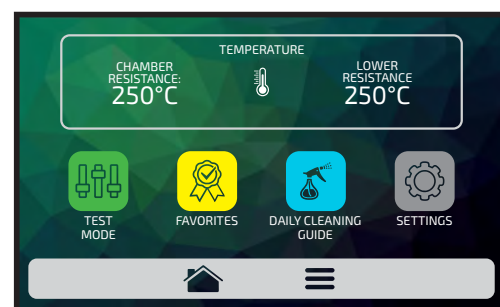 TEMPERATURE
CHAMBER
RESISTANCE:
250°C
LOWER
RESISTANCE
250°C
TEST
MODE
FAVORITES
DAILY CLEANING
GUIDE
SETTINGS